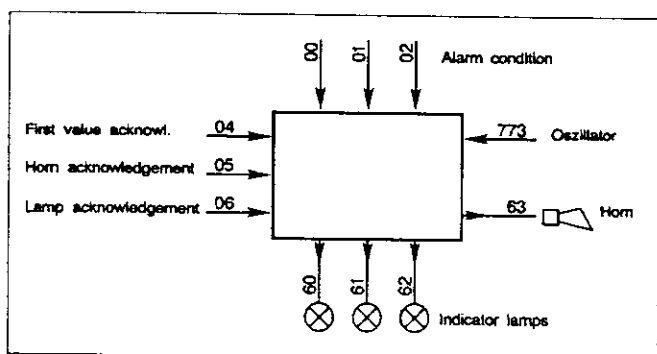 00 01 02 Alarm condition
First value acknowl. 04
773 Oszillator
Horn acknowledgement 05
Lamp acknowledgement 06
63 Horn
60 61 62
Indicator lamps